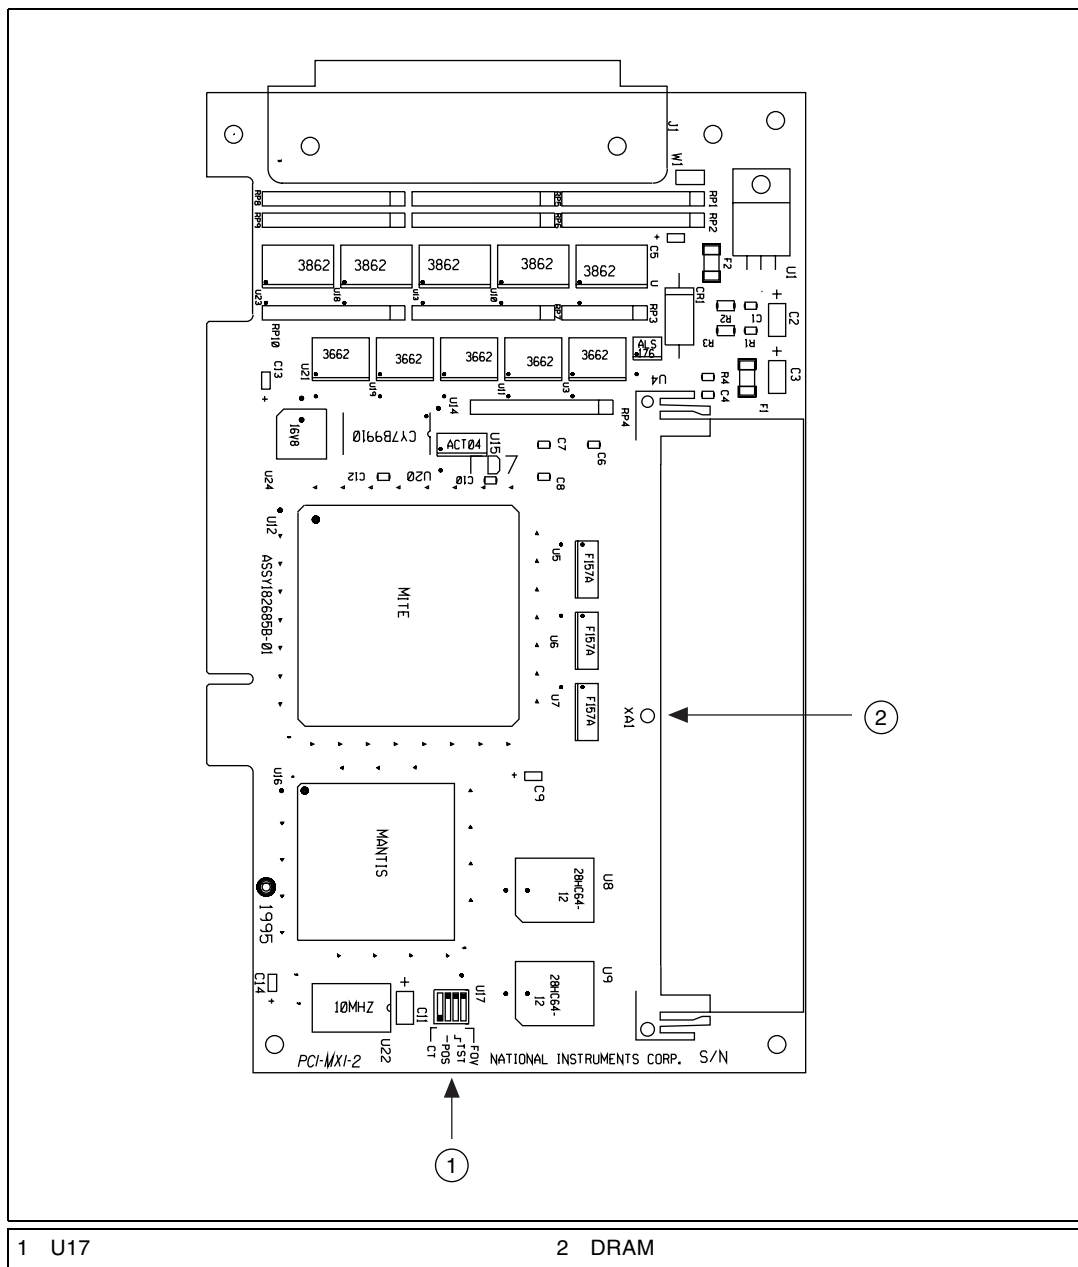 J1
W1
RP8
RP6
RP1
RP9
RP5
RP2
C5
F2
U1
3862
3862
3862
3862
3862
U23
U18
U13
U10
U
CR1
RP10
RP7
RP3
R2
C1
C2
R3
R1
C3
C13
U21
3662
3662
3662
3662
3662
ALS
176
U19
U11
U3
U4
R4
C4
F1
U14
RP4
16V8
CY7B9910
ACT04
U15
C7
C6
U24
C12
U20
C10
C8
U12
ASSY182685B-01
MITE
U5
F157A
U6
F157A
U7
F157A
XA1
2
U16
C9
MANTIS
28HC64-
12
U8
1995
C14
10MHZ
C11
U17
28HC64-
12
U9
U22
CT
POS
TST
FOV
PCI-MXI-2
NATIONAL INSTRUMENTS CORP.
S/N
1
1 U17
2 DRAM